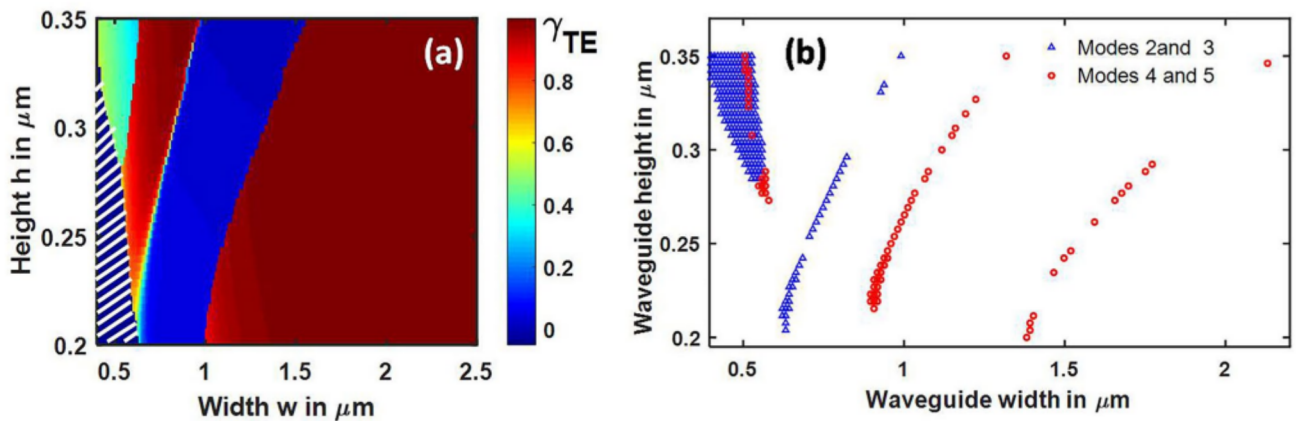 (a)
γTE
Height h in μm
0.35
0.3
0.25
0.2
0.5
1
1.5
2
2.5
Width w in μm
1
0.8
0.6
0.4
0.2
0
(b)
Modes 2and 3
Modes 4 and 5
Waveguide height in μm
0.35
0.3
0.25
0.2
0.5
1
1.5
2
Waveguide width in μm